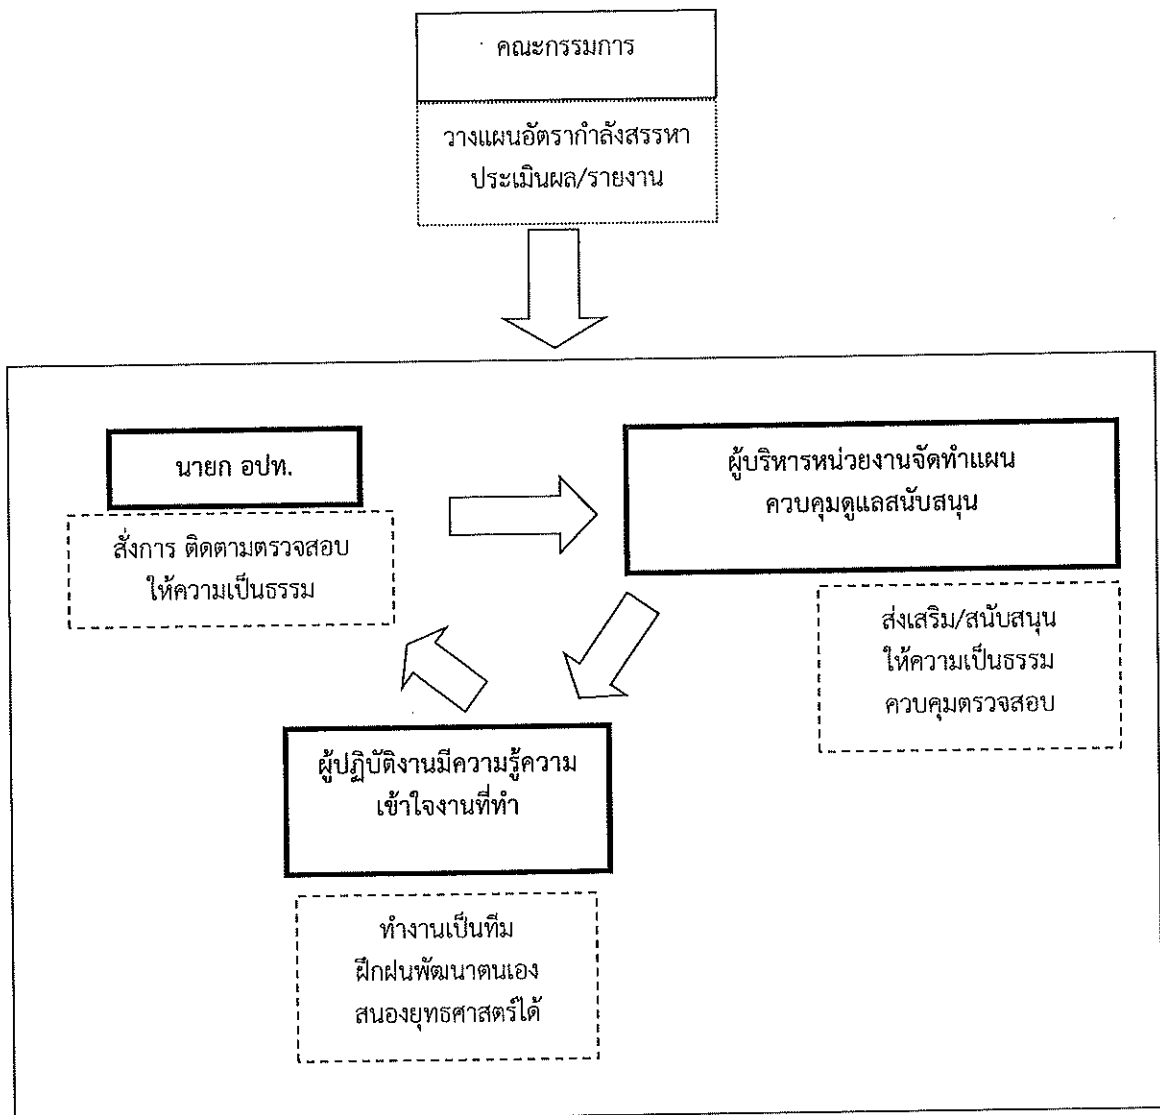 คณะกรรมการ
วางแผนอัตรากำลังสรรหา
ประเมินผล/รายงาน
นายก อปท.
สั่งการ ติดตามตรวจสอบ
ให้ความเป็นธรรม
ผู้บริหารหน่วยงานจัดทำแผน
ควบคุมดูแลสนับสนุน
ส่งเสริม/สนับสนุน
ให้ความเป็นธรรม
ควบคุมตรวจสอบ
ผู้ปฏิบัติงานมีความรู้ความ
เข้าใจงานที่ทำ
ทำงานเป็นทีม
ฝึกฝนพัฒนาตนเอง
สนองยุทธศาสตร์ได้